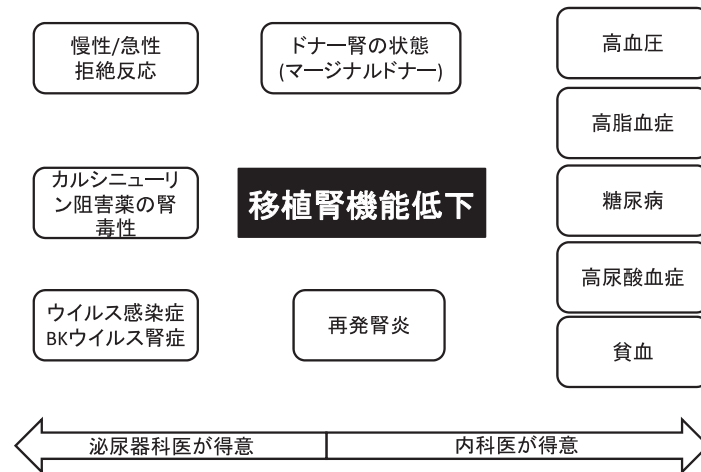 慢性/急性
拒絶反応
ドナー腎の状態
(マージナルドナー)
高血圧
高脂血症
カルシニューリ
ン阻害薬の腎
毒性
移植腎機能低下
糖尿病
高尿酸血症
ウイルス感染症
BKウイルス腎症
再発腎炎
貧血
泌尿器科医が得意
内科医が得意